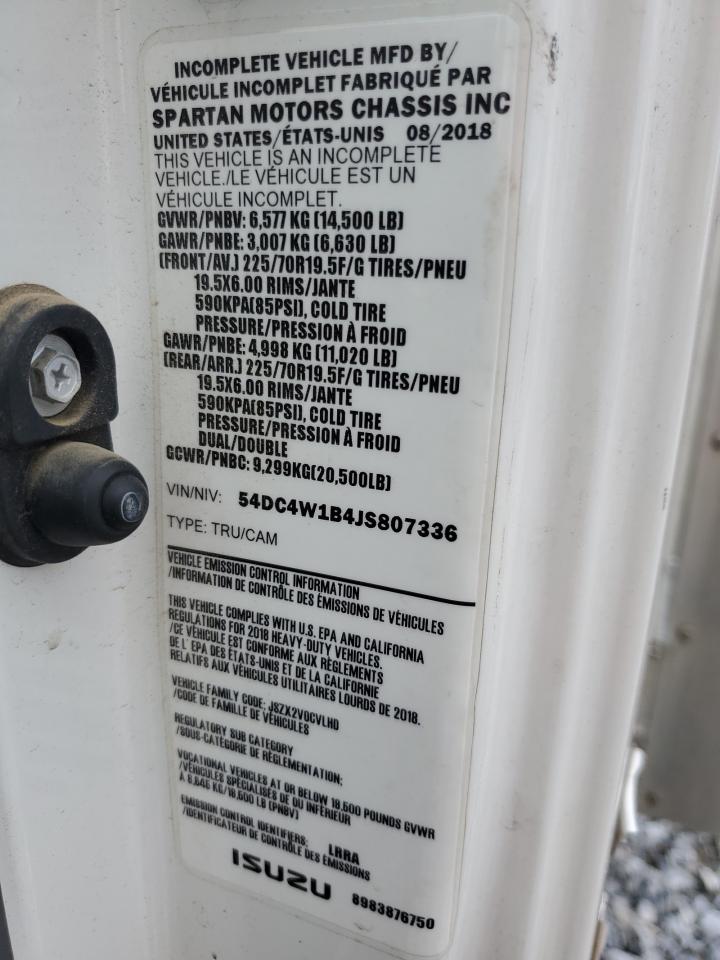 INCOMPLETE VEHICLE MFD BY/
VÉHICULE INCOMPLET FABRIQUÉ PAR
SPARTAN MOTORS CHASSIS INC
UNITED STATES/ÉTATS-UNIS 08/2018
THIS VEHICLE IS AN INCOMPLETE
VEHICLE./LE VÉHICULE EST UN
VÉHICULE INCOMPLET.
GVWR/PNBV: 6,577 KG (14,500 LB)
GAWR/PNBE: 3,007 KG (6,630 LB)
(FRONT/AV.) 225/70R19.5F/G TIRES/PNEU
19.5X6.00 RIMS/JANTE
590KPA(85PSI), COLD TIRE
PRESSURE/PRESSION À FROID
GAWR/PNBE: 4,998 KG (11,020 LB)
(REAR/ARR.) 225/70R19.5F/G TIRES/PNEU
19.5X6.00 RIMS/JANTE
590KPA(85PSI), COLD TIRE
PRESSURE/PRESSION À FROID
DUAL/DOUBLE
GCWR/PNBC: 9,299KG(20,500LB)
VIN/NIV: 54DC4W1B4JS807336
TYPE: TRU/CAM
VEHICLE EMISSION CONTROL INFORMATION
/INFORMATION DE CONTRÔLE DES ÉMISSIONS DE VÉHICULES
THIS VEHICLE COMPLIES WITH U.S. EPA AND CALIFORNIA
REGULATIONS FOR 2018 HEAVY-DUTY VEHICLES.
/CE VÉHICULE EST CONFORME AUX RÈGLEMENTS
DE L'EPA DES ÉTATS-UNIS ET DE LA CALIFORNIE
RELATIFS AUX VÉHICULES UTILITAIRES LOURDS DE 2018.
VEHICLE FAMILY CODE: JSZX2VOCVLHD
/CODE DE FAMILLE DE VÉHICULES
REGULATORY SUB CATEGORY
/SOUS-CATÉGORIE DE RÉGLEMENTATION;
VOCATIONAL VEHICLES AT OR BELOW 19,500 POUNDS GVWR
/VÉHICULES SPÉCIALISÉS DE OU INFÉRIEUR
À 8,845 KG/19,500 LB (PNBV)
EMISSION CONTROL IDENTIFIERS: LRRA
/IDENTIFICATEUR DE CONTRÔLE DES ÉMISSIONS
ISUZU 8983876750